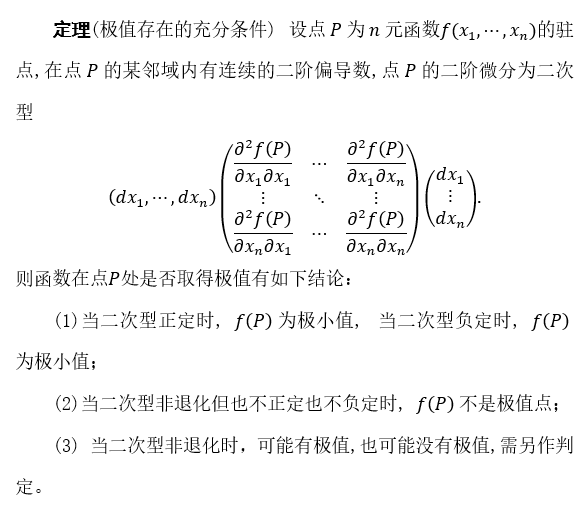 定理(极值存在的充分条件) 设点 P 为 n 元函数f(x₁,⋯,xₙ)的驻
点,在点 P 的某邻域内有连续的二阶偏导数,点 P 的二阶微分为二次
型
(dx₁,⋯,dxₙ) (∂²f(P)/∂x₁∂x₁ ⋯ ∂²f(P)/∂x₁∂xₙ ⋮ ⋱ ⋮ ∂²f(P)/∂xₙ∂x₁ ⋯ ∂²f(P)/∂xₙ∂xₙ) (dx₁ ⋮ dxₙ).
则函数在点P处是否取得极值有如下结论:
(1)当二次型正定时, f(P) 为极小值, 当二次型负定时, f(P)
为极小值;
(2)当二次型非退化但也不正定也不负定时, f(P) 不是极值点;
(3) 当二次型非退化时, 可能有极值,也可能没有极值,需另作判
定。